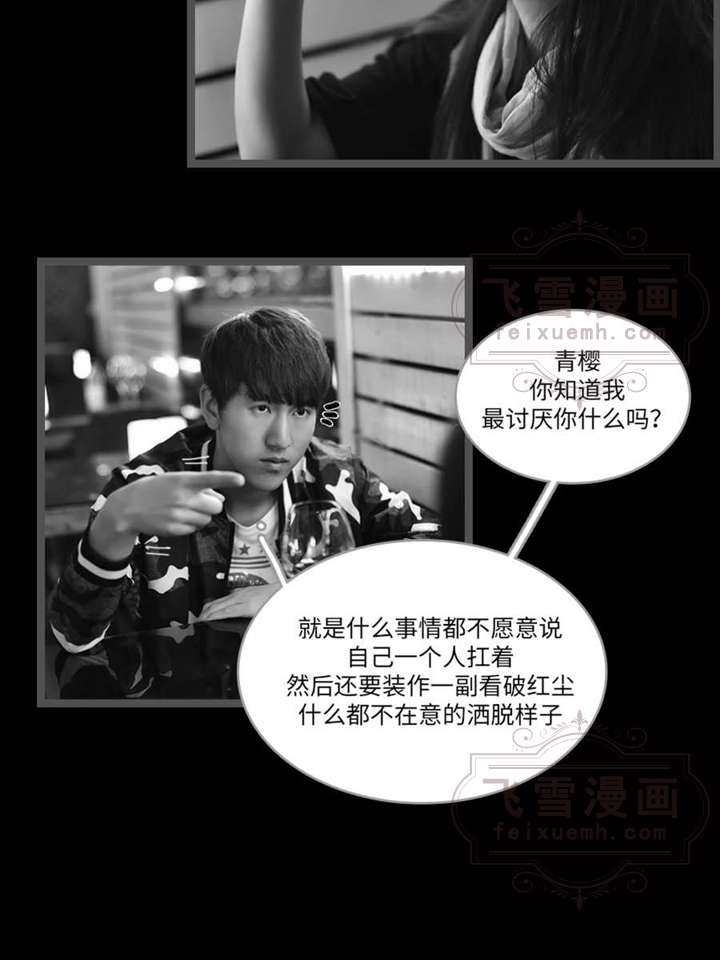 飞雪漫画
feixuemh.com
青樱
你知道我
最讨厌你什么吗？
就是什么事情都不愿意说
自己一个人扛着
然后还要装作一副看破红尘
什么都不在意的洒脱样子
飞雪漫画
feixuemh.com